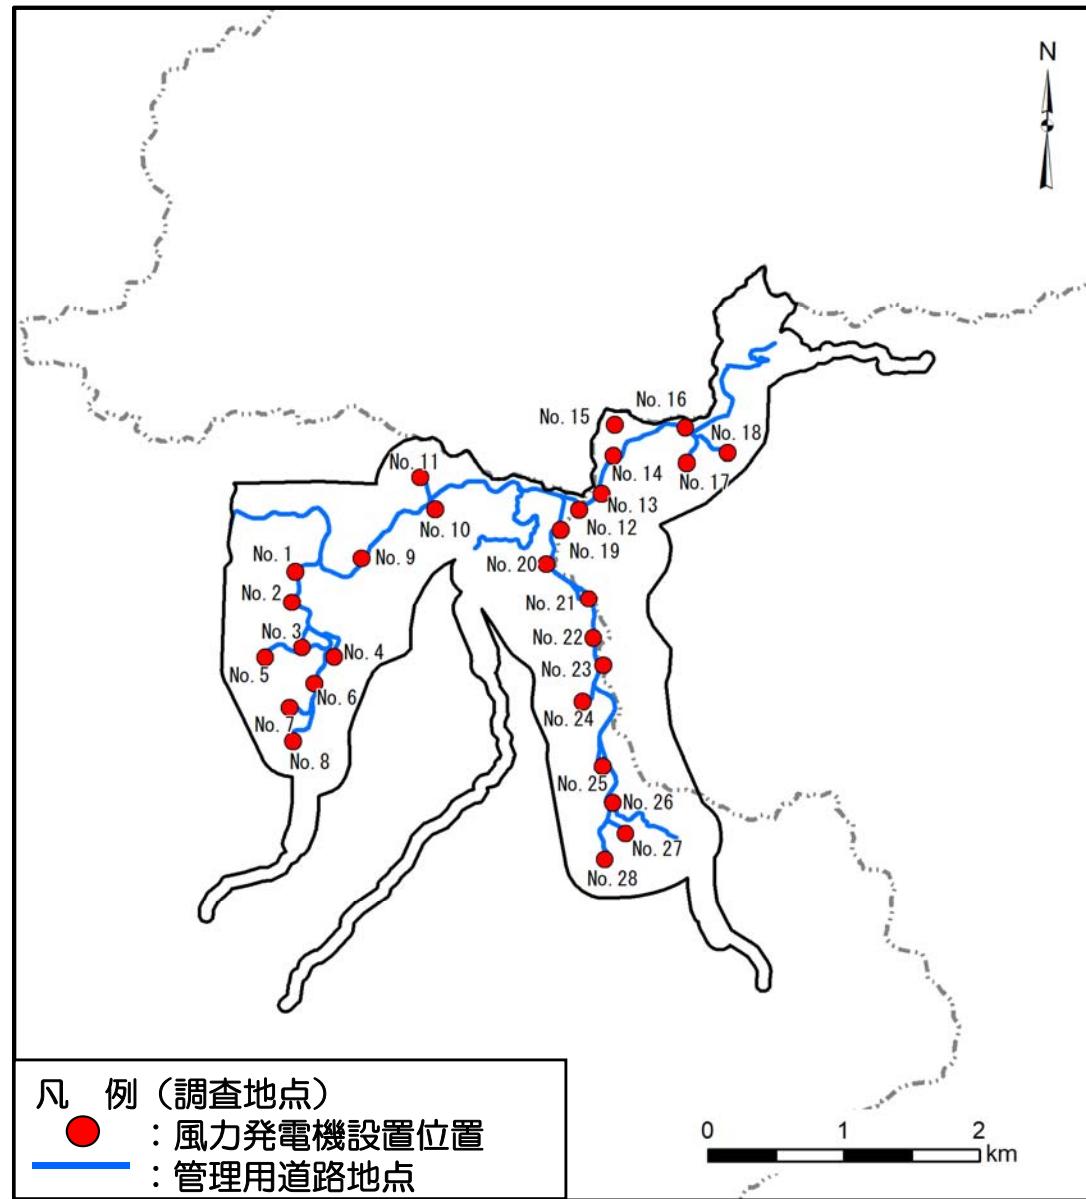 N
No. 16
No. 15
No. 18
No. 14
No. 11
No. 17
No. 13
No. 10
No. 12
No. 19
No. 1
No. 9
No. 20
No. 2
No. 21
No. 3
No. 22
No. 4
No. 5
No. 23
No. 6
No. 24
No. 7
No. 8
No. 25
No. 26
No. 27
No. 28
凡 例（調査地点）
：風力発電機設置位置
：管理用道路地点
0 1 2
km